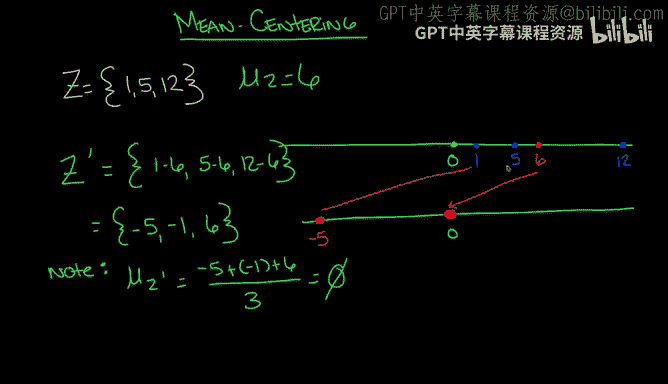 GPT中英字幕课程资源@bilibili.com
GPT中英字幕课程资源 bilibili
MEAN-CENTERING
Z = {1,5,12} μz=6
Z' = {1-6, 5-6, 12-6}
0 1 5 6 12
= {-5, -1, 6}
-5 0
NOTE: μz' = -5+(-1)+6 / 3 = ∅